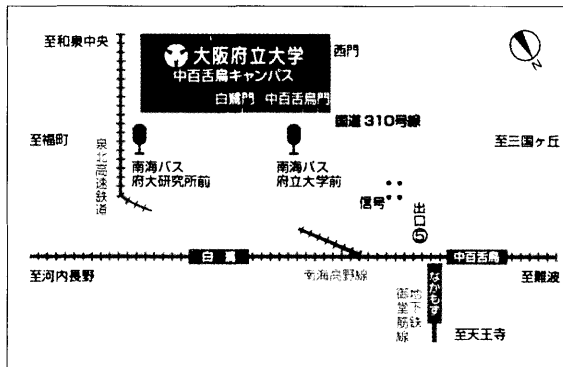 至和泉中央
大阪府立大学
中百舌鳥キャンパス
白鷺門 中百舌鳥門
西門
N
国道310号線
至福町
至三国ヶ丘
泉北高速鉄道
南海バス
府大研究所前
南海バス
府立大学前
信号
出口⑤
白鷺
中百舌鳥
至河内長野
南海高野線
至難波
なかもず
地下鉄
御堂筋線
至天王寺